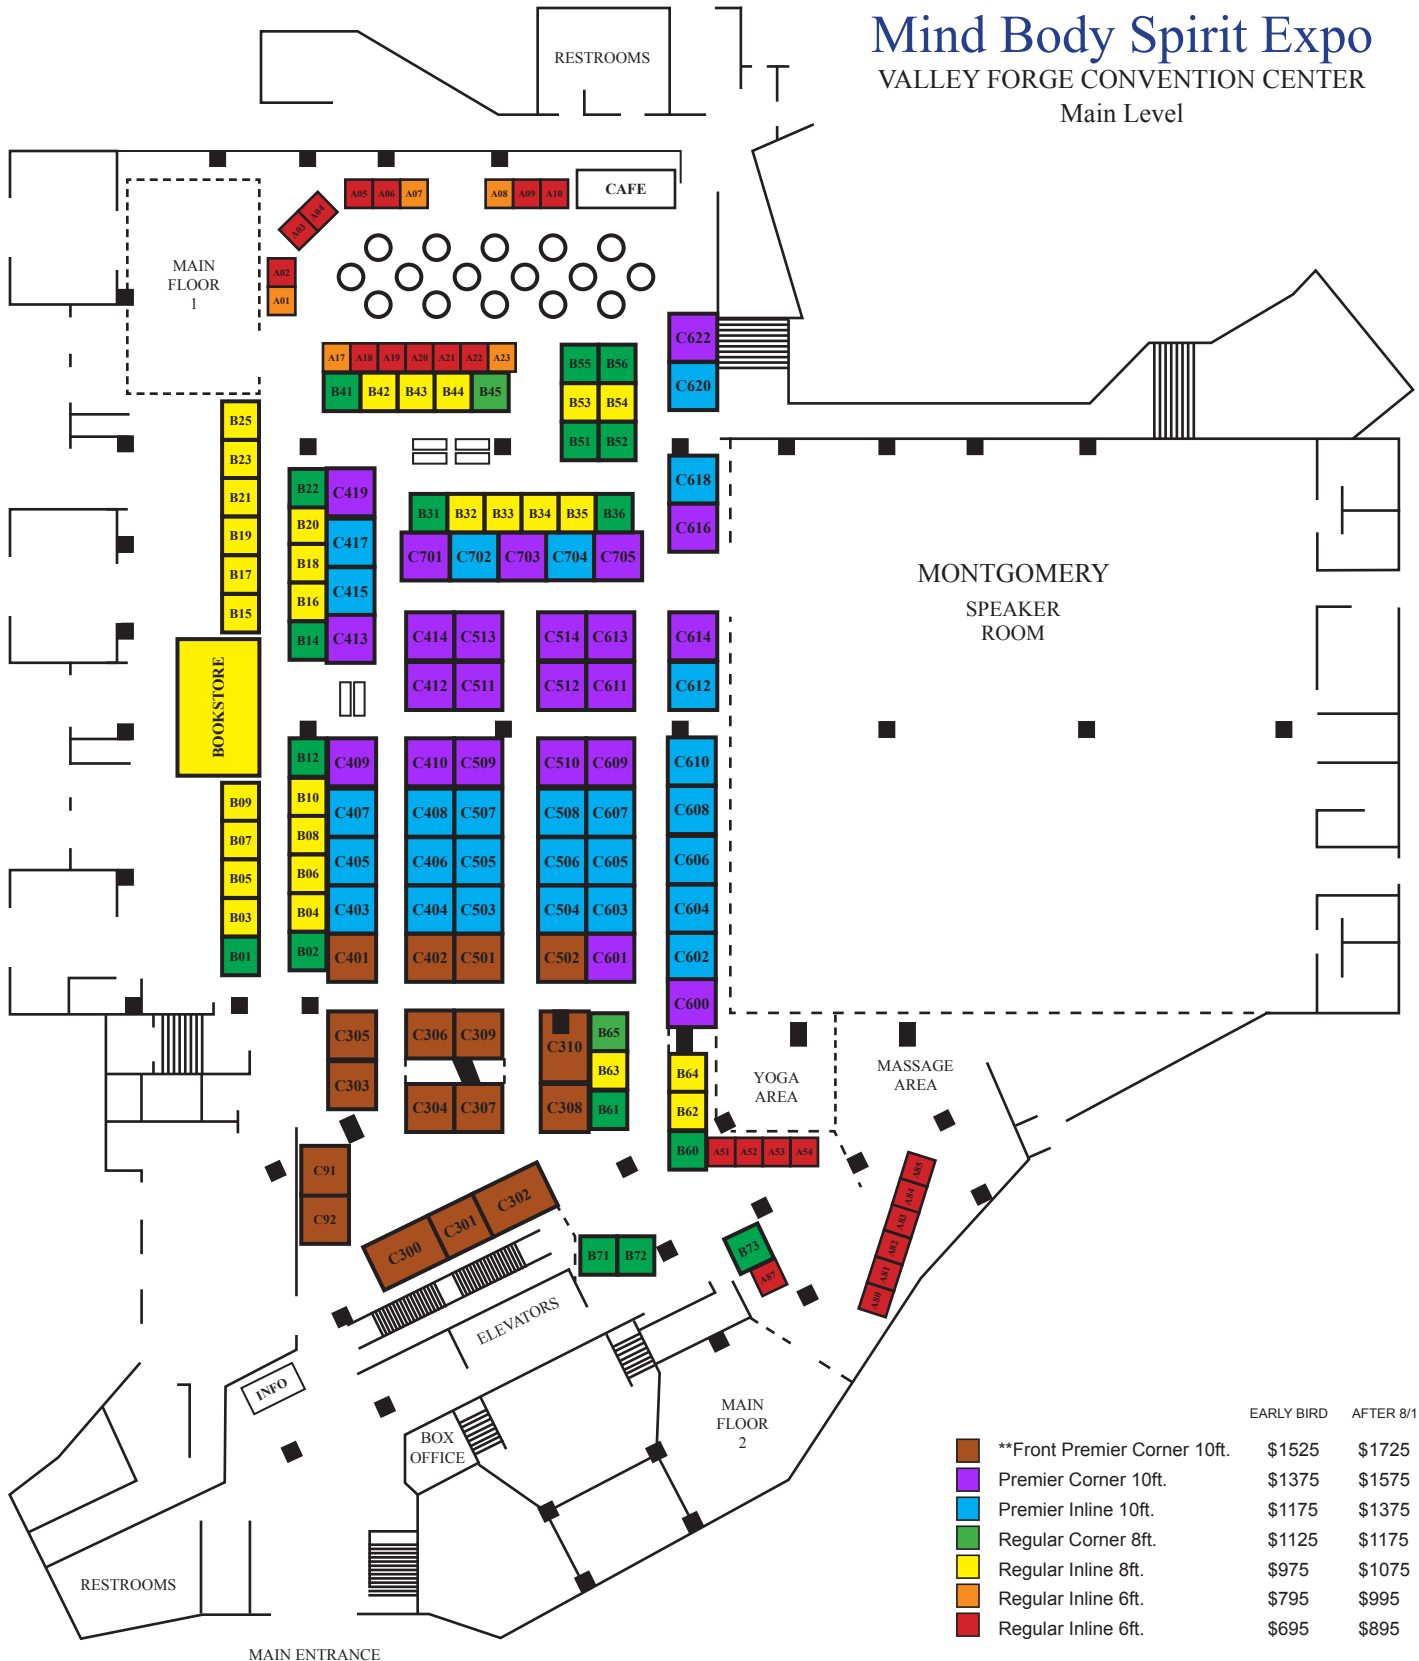 Mind Body Spirit Expo
VALLEY FORGE CONVENTION CENTER
Main Level
RESTROOMS
CAFE
A05 A06 A07
A08 A09 A10
A03 A04
A02
A01
MAIN
FLOOR
1
C622
C620
A17 A18 A19 A20 A21 A22 A23
B41 B42 B43 B44 B45
B55 B56
B53 B54
B51 B52
B25
B23
B21
B19
B17
B15
B22
B20
B18
B16
B14
C419
C417
C415
C413
B31 B32 B33 B34 B35 B36
C701 C702 C703 C704 C705
C618
C616
MONTGOMERY
SPEAKER
ROOM
C414 C513
C412 C511
C514 C613
C512 C611
C614
C612
BOOKSTORE
B09
B07
B05
B03
B01
B12
B10
B08
B06
B04
B02
C409
C407
C405
C403
C401
C410 C509
C408 C507
C406 C505
C404 C503
C402 C501
C510 C609
C508 C607
C506 C605
C504 C603
C502 C601
C610
C608
C606
C604
C602
C600
C305
C303
C306 C309
C304 C307
C310
C308
B65
B63
B61
B64
B62
B60
A51 A52 A53 A54
YOGA
AREA
MASSAGE
AREA
C91
C92
C300 C301 C302
B71 B72
B73
A87
A85
A84
A83
A82
A81
A80
ELEVATORS
INFO
BOX
OFFICE
MAIN
FLOOR
2
RESTROOMS
MAIN ENTRANCE
EARLY BIRD AFTER 8/1
**Front Premier Corner 10ft. $1525 $1725
Premier Corner 10ft. $1375 $1575
Premier Inline 10ft. $1175 $1375
Regular Corner 8ft. $1125 $1175
Regular Inline 8ft. $975 $1075
Regular Inline 6ft. $795 $995
Regular Inline 6ft. $695 $895